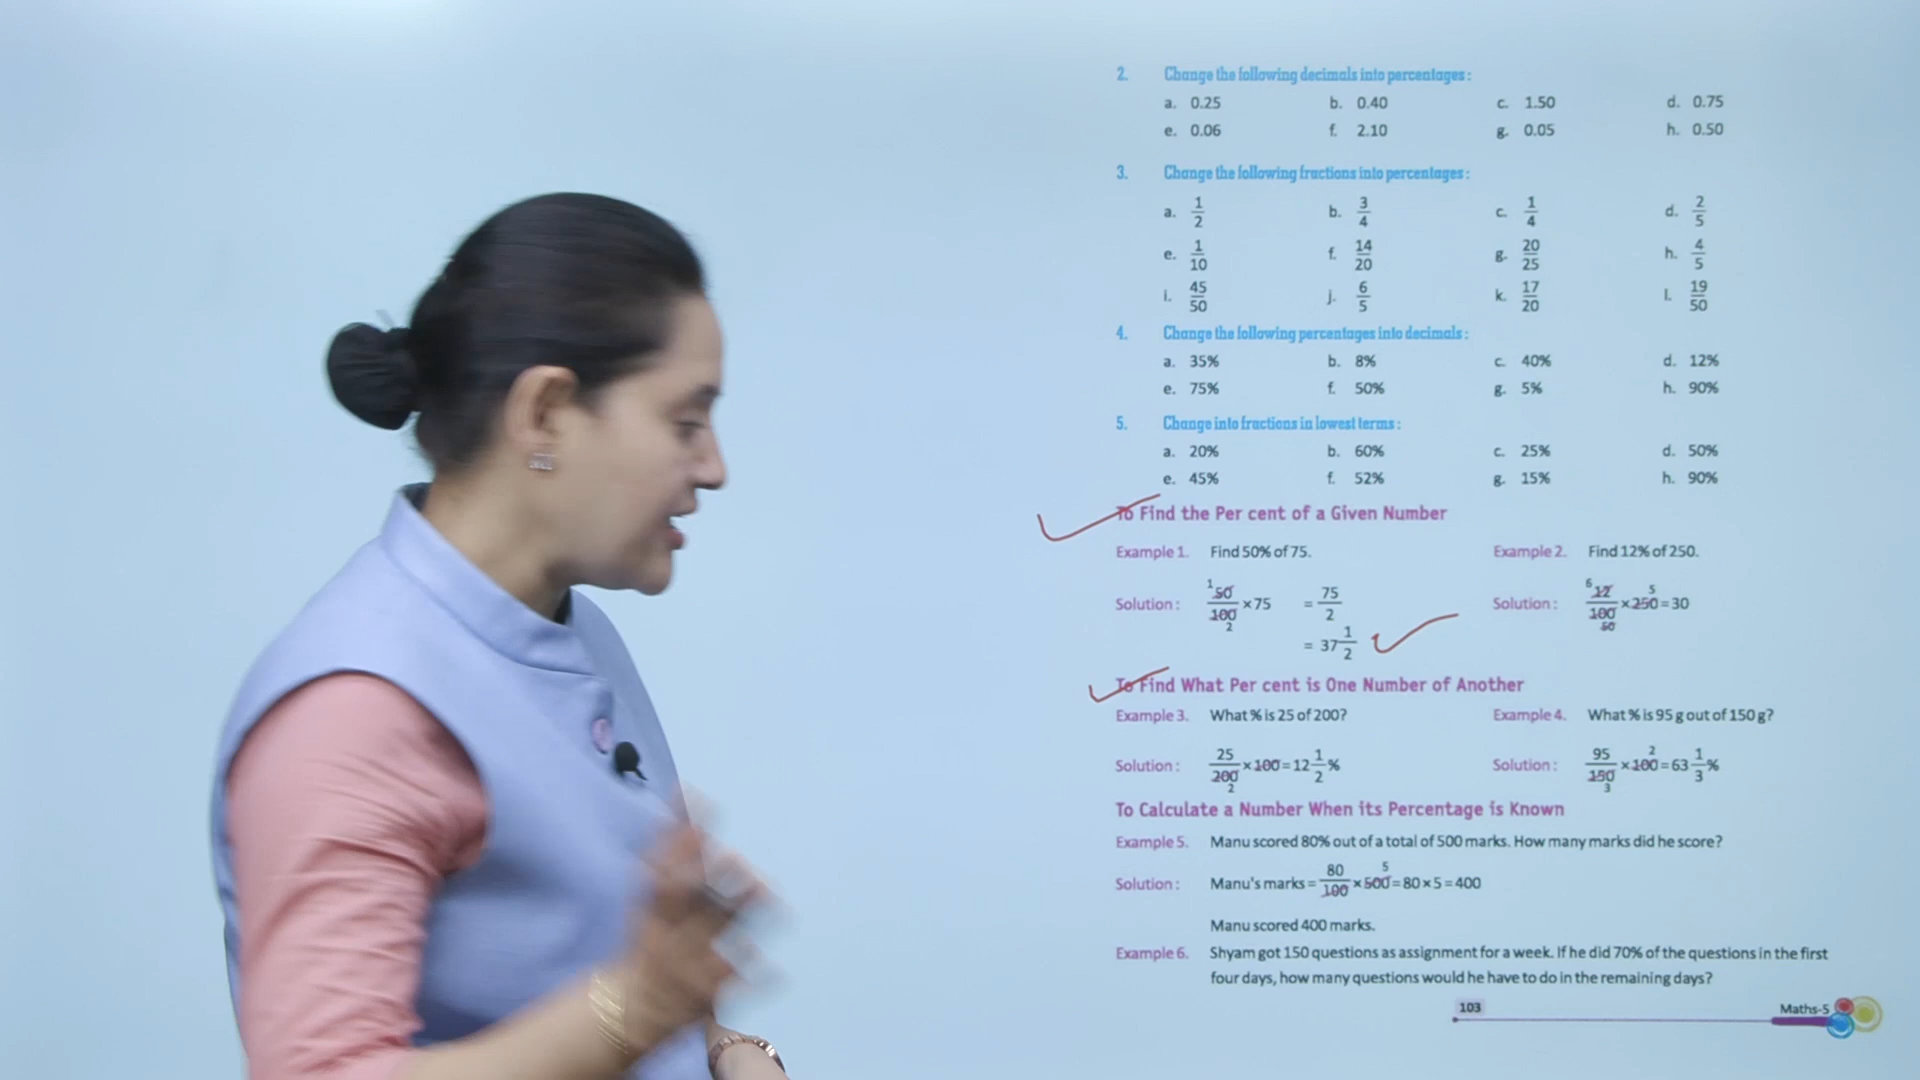 2. Change the following decimals into percentages :
a. 0.25 b. 0.40 c. 1.50 d. 0.75
e. 0.06 f. 2.10 g. 0.05 h. 0.50
3. Change the following fractions into percentages :
a. 1/2 b. 3/4 c. 1/4 d. 2/5
e. 1/10 f. 14/20 g. 20/25 h. 4/5
i. 45/50 j. 6/5 k. 17/20 l. 19/50
4. Change the following percentages into decimals :
a. 35% b. 8% c. 40% d. 12%
e. 75% f. 50% g. 5% h. 90%
5. Change into fractions in lowest terms :
a. 20% b. 60% c. 25% d. 50%
e. 45% f. 52% g. 15% h. 90%
To Find the Per cent of a Given Number
Example 1. Find 50% of 75. Example 2. Find 12% of 250.
Solution : 1 50/100 2 × 75 = 75/2 Solution : 6 12/100 50 × 250 5 = 30
= 37 1/2
To Find What Per cent is One Number of Another
Example 3. What % is 25 of 200? Example 4. What % is 95 g out of 150 g?
Solution : 25/200 2 × 100 = 12 1/2 % Solution : 95/150 3 × 100 2 = 63 1/3 %
To Calculate a Number When its Percentage is Known
Example 5. Manu scored 80% out of a total of 500 marks. How many marks did he score?
Solution : Manu's marks = 80/100 × 500 5 = 80 × 5 = 400
Manu scored 400 marks.
Example 6. Shyam got 150 questions as assignment for a week. If he did 70% of the questions in the first
four days, how many questions would he have to do in the remaining days?
103 Maths-5